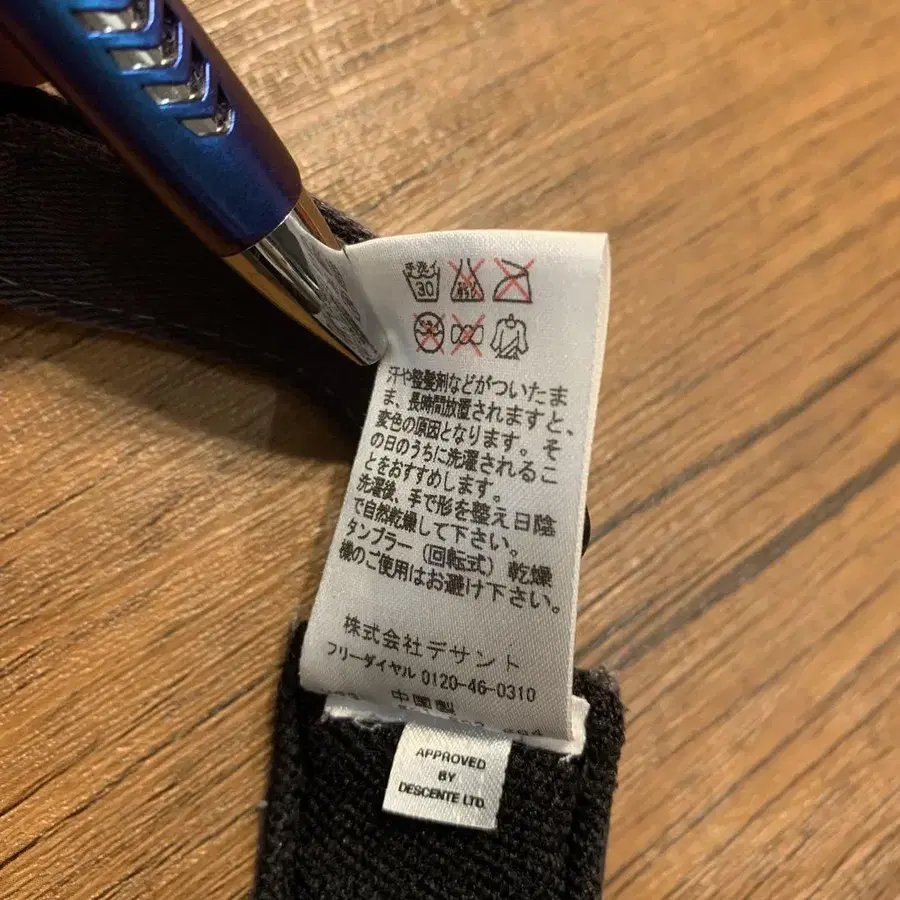 手洗イ
30
汗や整髪剤などがついたま
ま、長時間放置されますと、
変色の原因となります。そ
の日のうちに洗濯されるこ
とをおすすめします。
洗濯後、手で形を整え日陰
で自然乾燥して下さい。
タンブラー（回転式）乾燥
機のご使用はお避け下さい。
株式会社デサント
フリーダイヤル 0120-46-0310
中国製
APPROVED
BY
DESCENTE LTD.